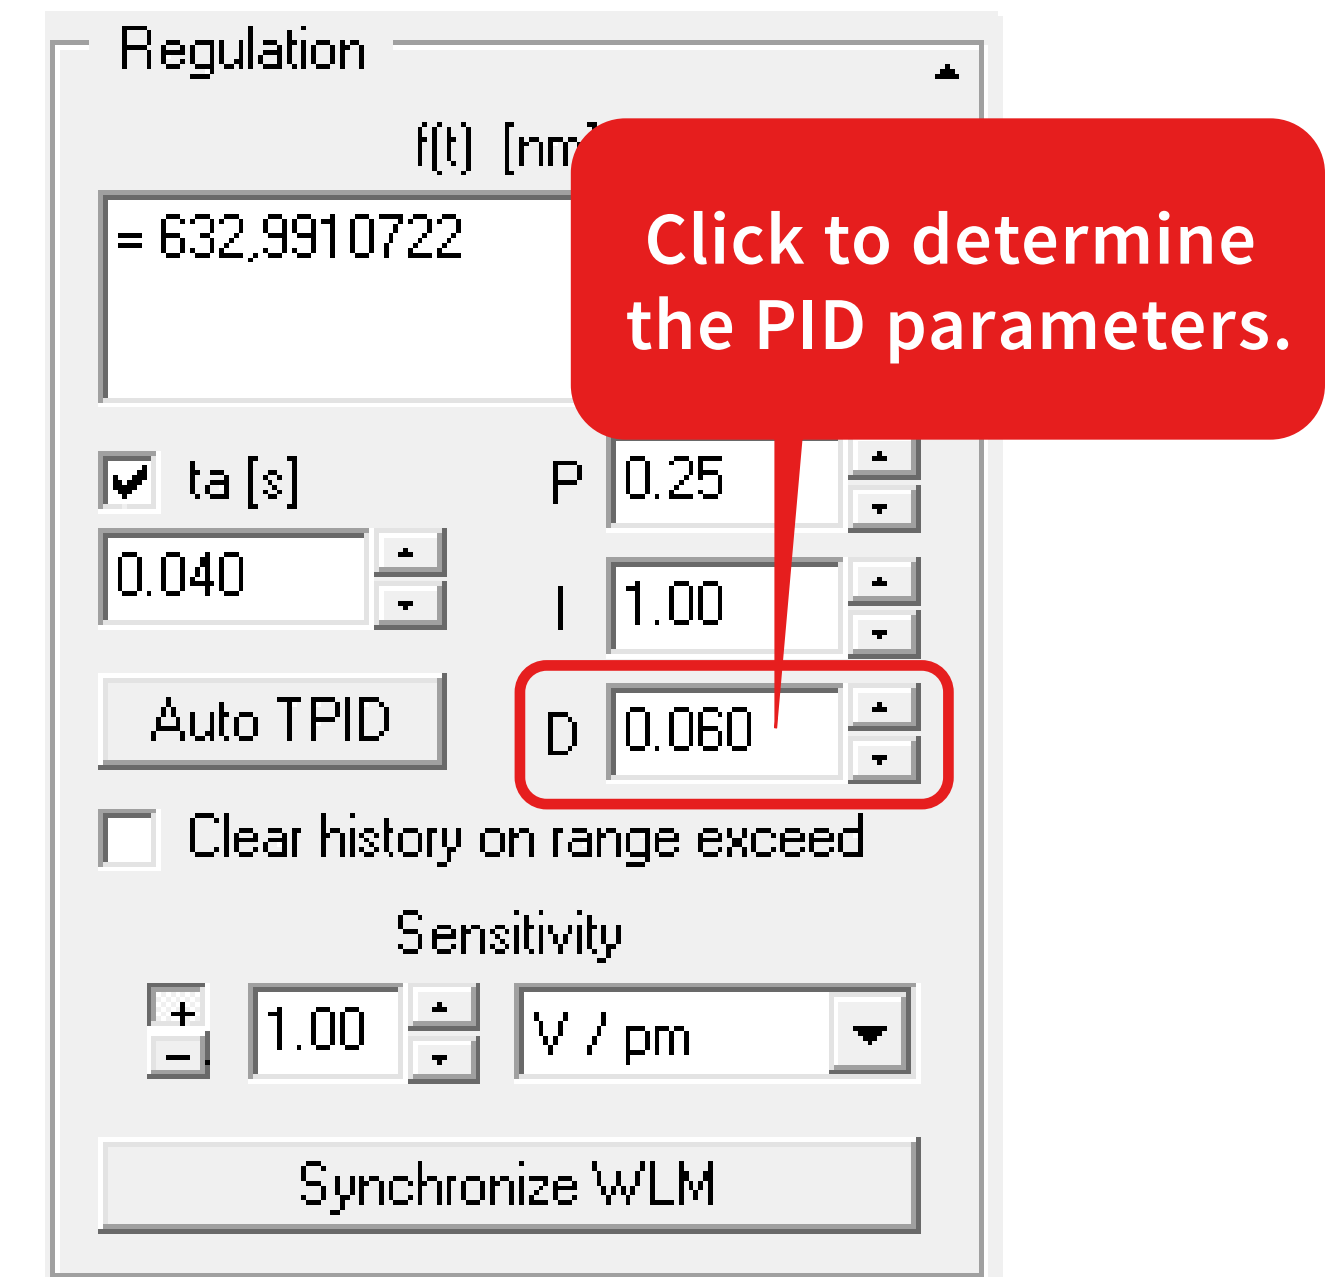 Regulation
f(t) [nm]
= 632,9910722
Click to determine
the PID parameters.
ta [s]
P 0.25
0.040
I 1.00
Auto TPID
D 0.060
Clear history on range exceed
Sensitivity
+
−
1.00
V / pm
Synchronize WLM